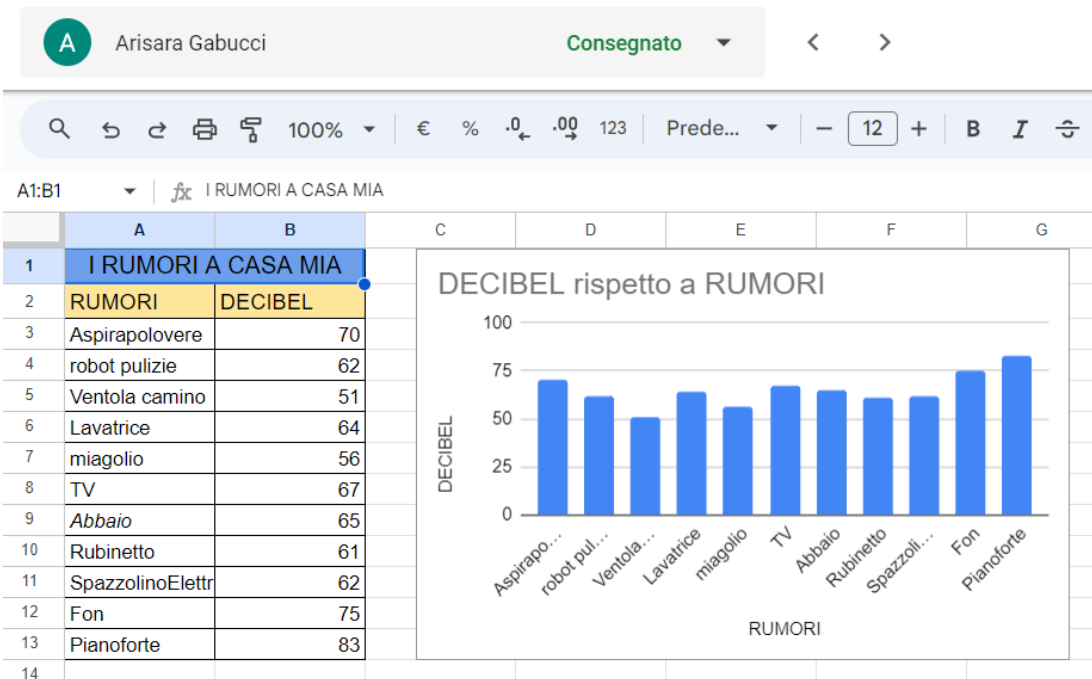 A Arisara Gabucci Consegnato
100% € % .0 .00 123 Prede... 12 B I S
A1:B1 fx I RUMORI A CASA MIA
A B C D E F G
1 I RUMORI A CASA MIA
2 RUMORI DECIBEL
3 Aspirapolovere 70
4 robot pulizie 62
5 Ventola camino 51
6 Lavatrice 64
7 miagolio 56
8 TV 67
9 Abbaio 65
10 Rubinetto 61
11 SpazzolinoElettr 62
12 Fon 75
13 Pianoforte 83
14
DECIBEL rispetto a RUMORI
100
75
50
25
0
DECIBEL
Aspirapo... robot pul... Ventola... Lavatrice miagolio TV Abbaio Rubinetto Spazzoli... Fon Pianoforte
RUMORI